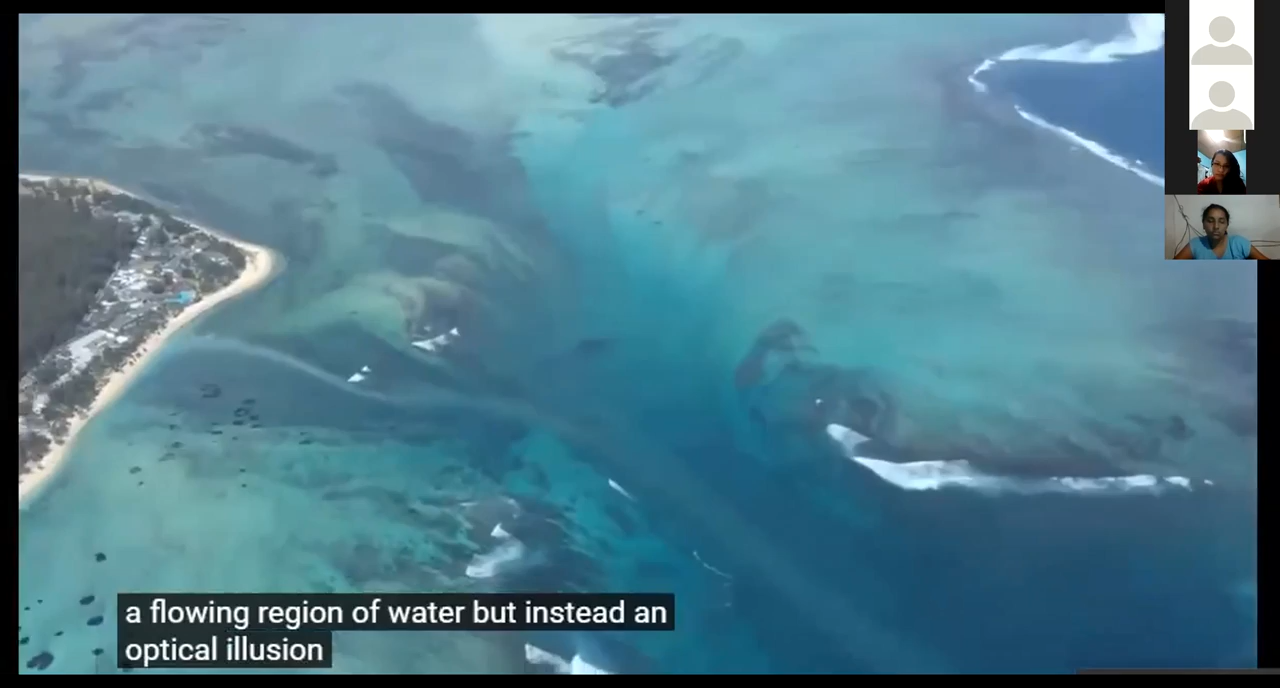 a flowing region of water but instead an
optical illusion